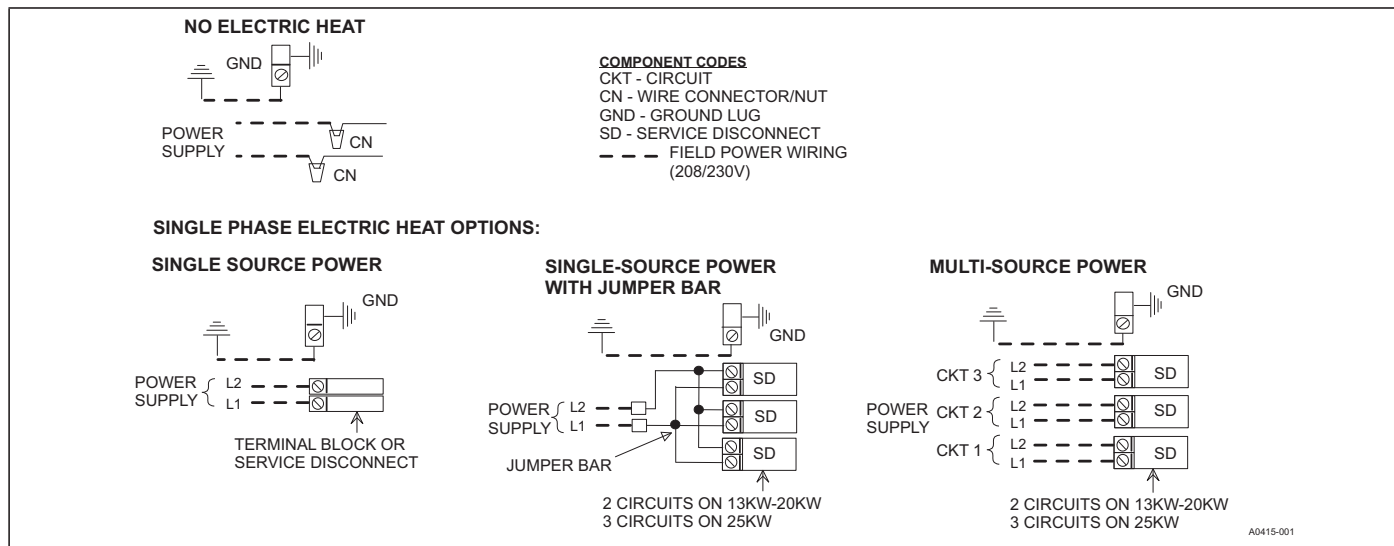 NO ELECTRIC HEAT
GND
POWER
SUPPLY
CN
CN
COMPONENT CODES
CKT - CIRCUIT
CN - WIRE CONNECTOR/NUT
GND - GROUND LUG
SD - SERVICE DISCONNECT
FIELD POWER WIRING
(208/230V)
SINGLE PHASE ELECTRIC HEAT OPTIONS:
SINGLE SOURCE POWER
GND
POWER
SUPPLY
L2
L1
TERMINAL BLOCK OR
SERVICE DISCONNECT
SINGLE-SOURCE POWER
WITH JUMPER BAR
GND
SD
POWER
SUPPLY
L2
L1
SD
SD
JUMPER BAR
2 CIRCUITS ON 13KW-20KW
3 CIRCUITS ON 25KW
MULTI-SOURCE POWER
GND
CKT 3
L2
L1
SD
POWER
SUPPLY
CKT 2
L2
L1
SD
CKT 1
L2
L1
SD
2 CIRCUITS ON 13KW-20KW
3 CIRCUITS ON 25KW
A0415-001